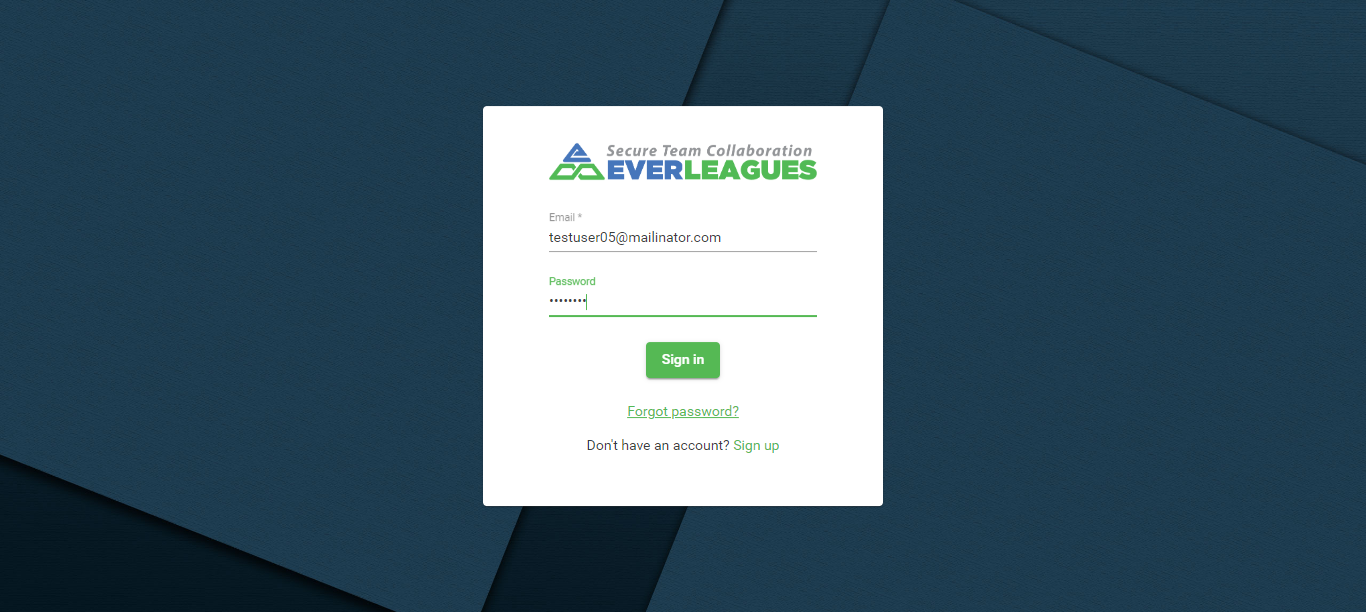 Secure Team Collaboration
EVERLEAGUES
Email *
testuser05@mailinator.com
Password
••••••••
Sign in
Forgot password?
Don't have an account? Sign up